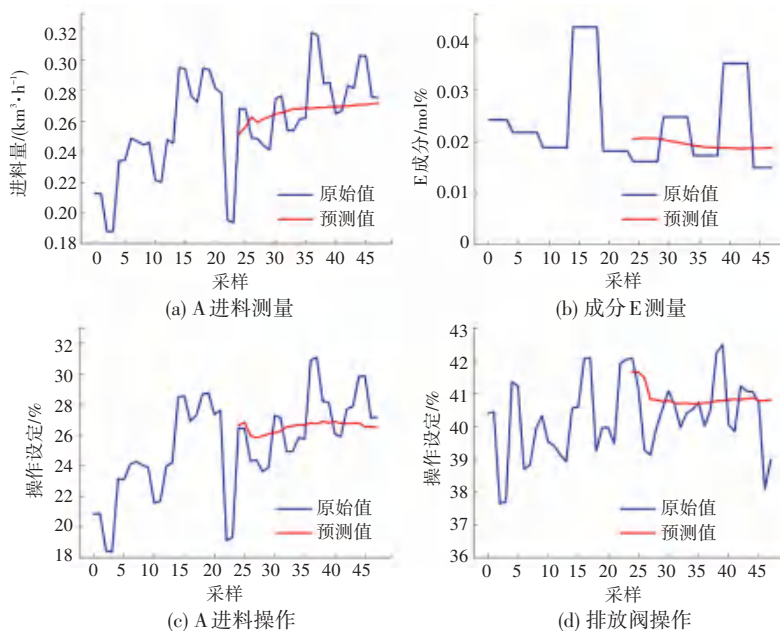 0.32
0.30
0.28
0.26
0.24
0.22
0.20
0.18
进料量/(km³·h⁻¹)
原始值
预测值
0 5 10 15 20 25 30 35 40 45
采样
(a) A进料测量
0.04
0.03
0.02
0.01
0
E成分/mol%
原始值
预测值
0 5 10 15 20 25 30 35 40 45
采样
(b) 成分E测量
32
30
28
26
24
22
20
18
操作设定/%
原始值
预测值
0 5 10 15 20 25 30 35 40 45
采样
(c) A进料操作
43
42
41
40
39
38
37
36
操作设定/%
原始值
预测值
0 5 10 15 20 25 30 35 40 45
采样
(d) 排放阀操作